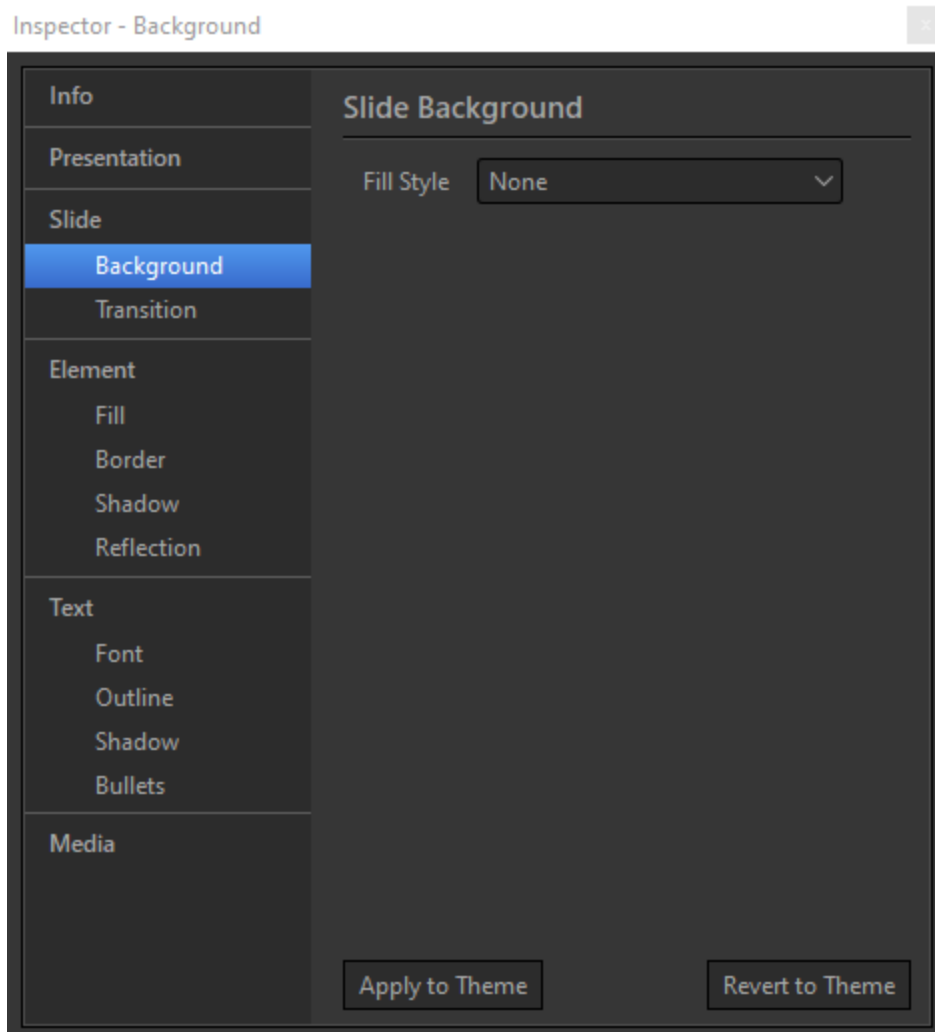 Inspector - Background
Info
Presentation
Slide
Background
Transition
Element
Fill
Border
Shadow
Reflection
Text
Font
Outline
Shadow
Bullets
Media
Slide Background
Fill Style None
Apply to Theme Revert to Theme